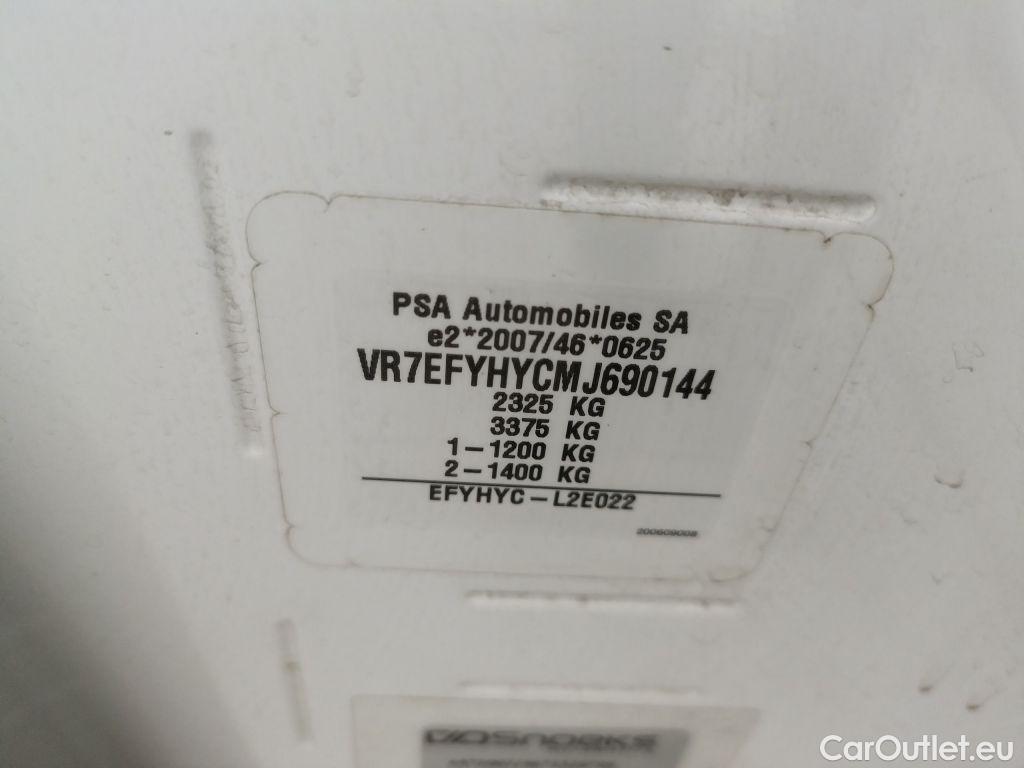 PSA Automobiles SA
e2*2007/46*0625
VR7EFYHYCMJ690144
2325 KG
3375 KG
1-1200 KG
2-1400 KG
EFYHYC-L2E022
200609008
CarOutlet.eu